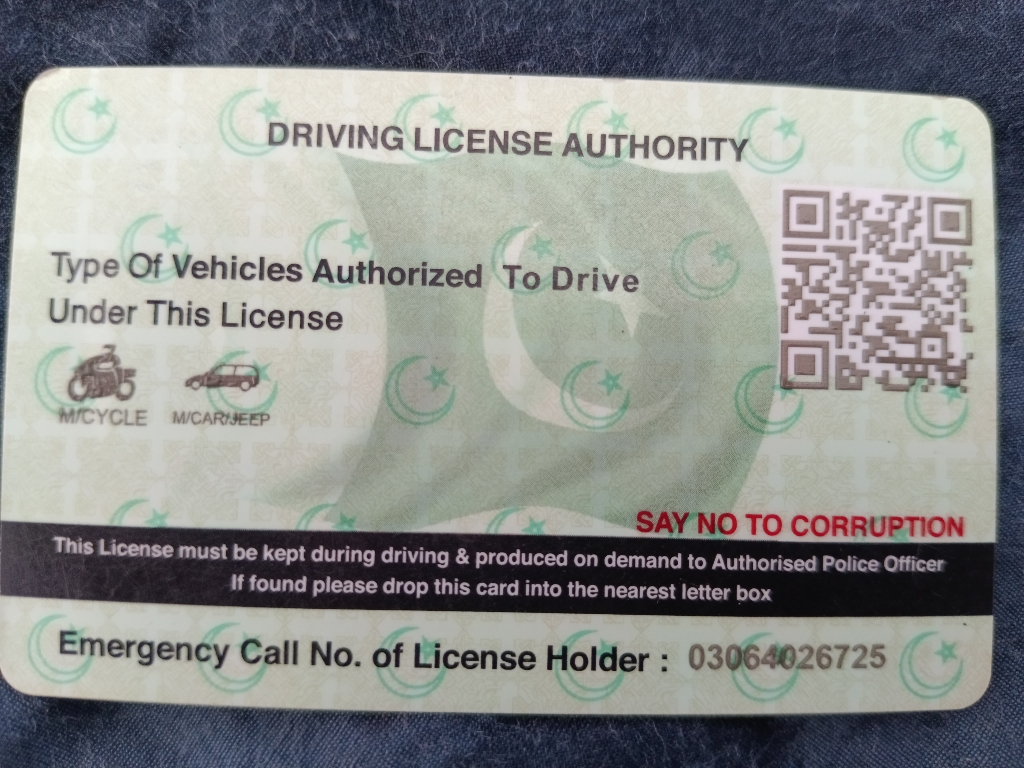 DRIVING LICENSE AUTHORITY
Type Of Vehicles Authorized To Drive
Under This License
M/CYCLE M/CAR/JEEP
SAY NO TO CORRUPTION
This License must be kept during driving & produced on demand to Authorised Police Officer
If found please drop this card into the nearest letter box
Emergency Call No. of License Holder : 03064026725